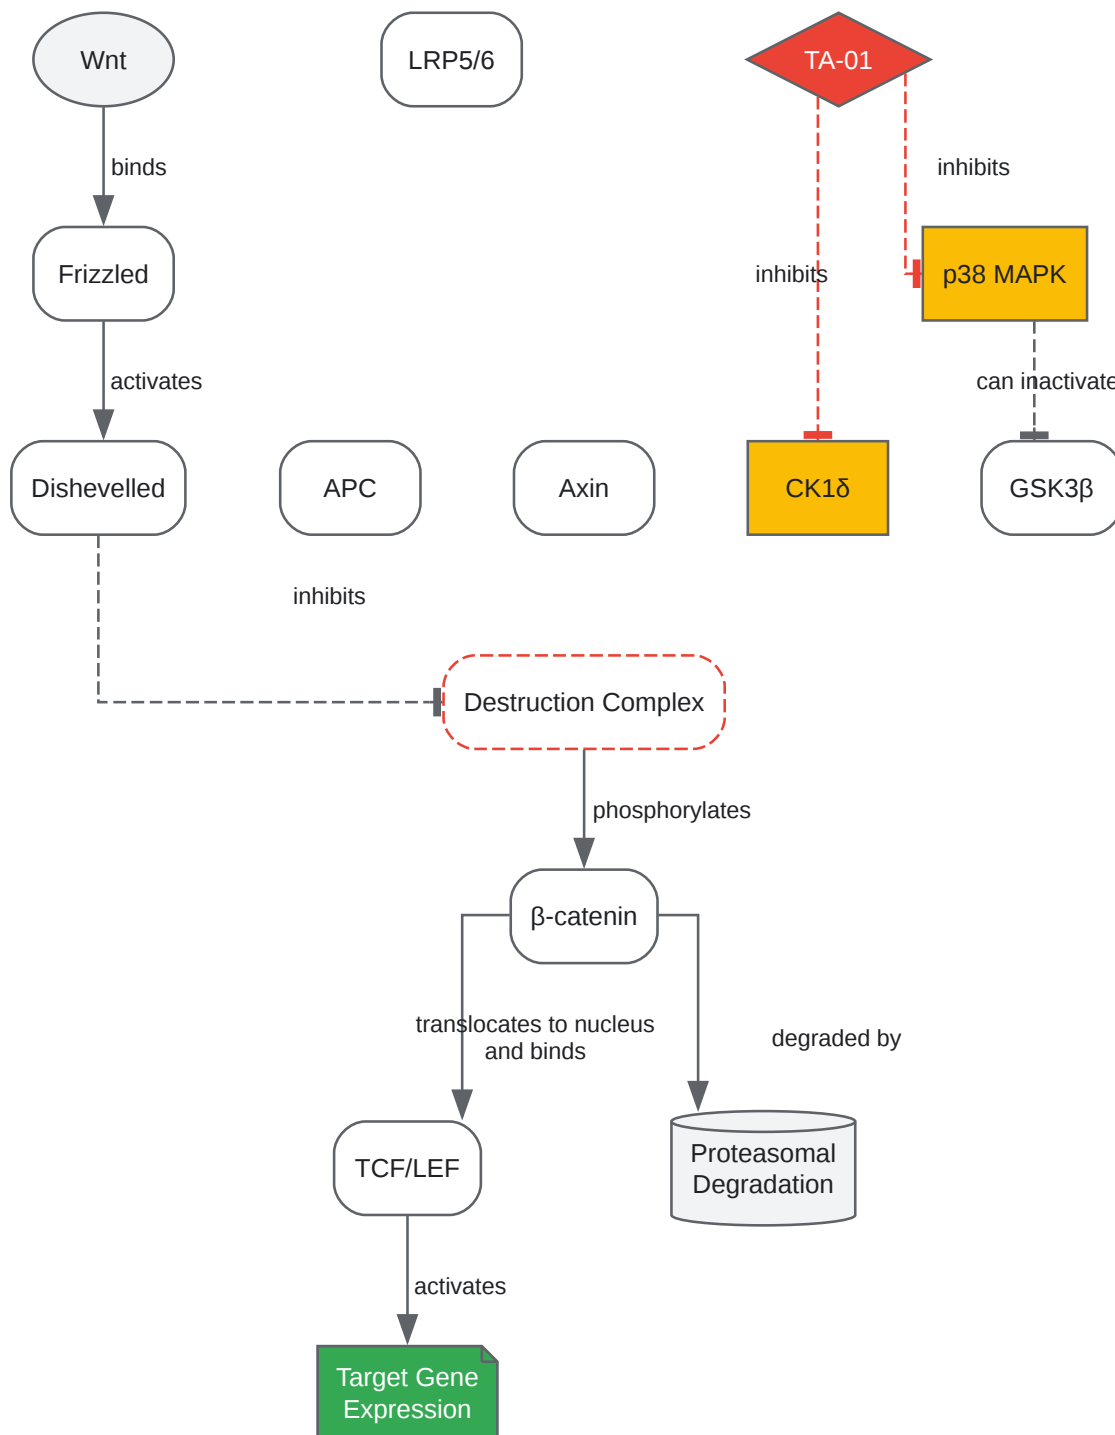 Wnt
LRP5/6
TA-01
binds
inhibits
Frizzled
inhibits
p38 MAPK
activates
can inactivate
Dishevelled
APC
Axin
CK1δ
GSK3β
inhibits
Destruction Complex
phosphorylates
β-catenin
translocates to nucleus
and binds
degraded by
TCF/LEF
Proteasomal
Degradation
activates
Target Gene
Expression